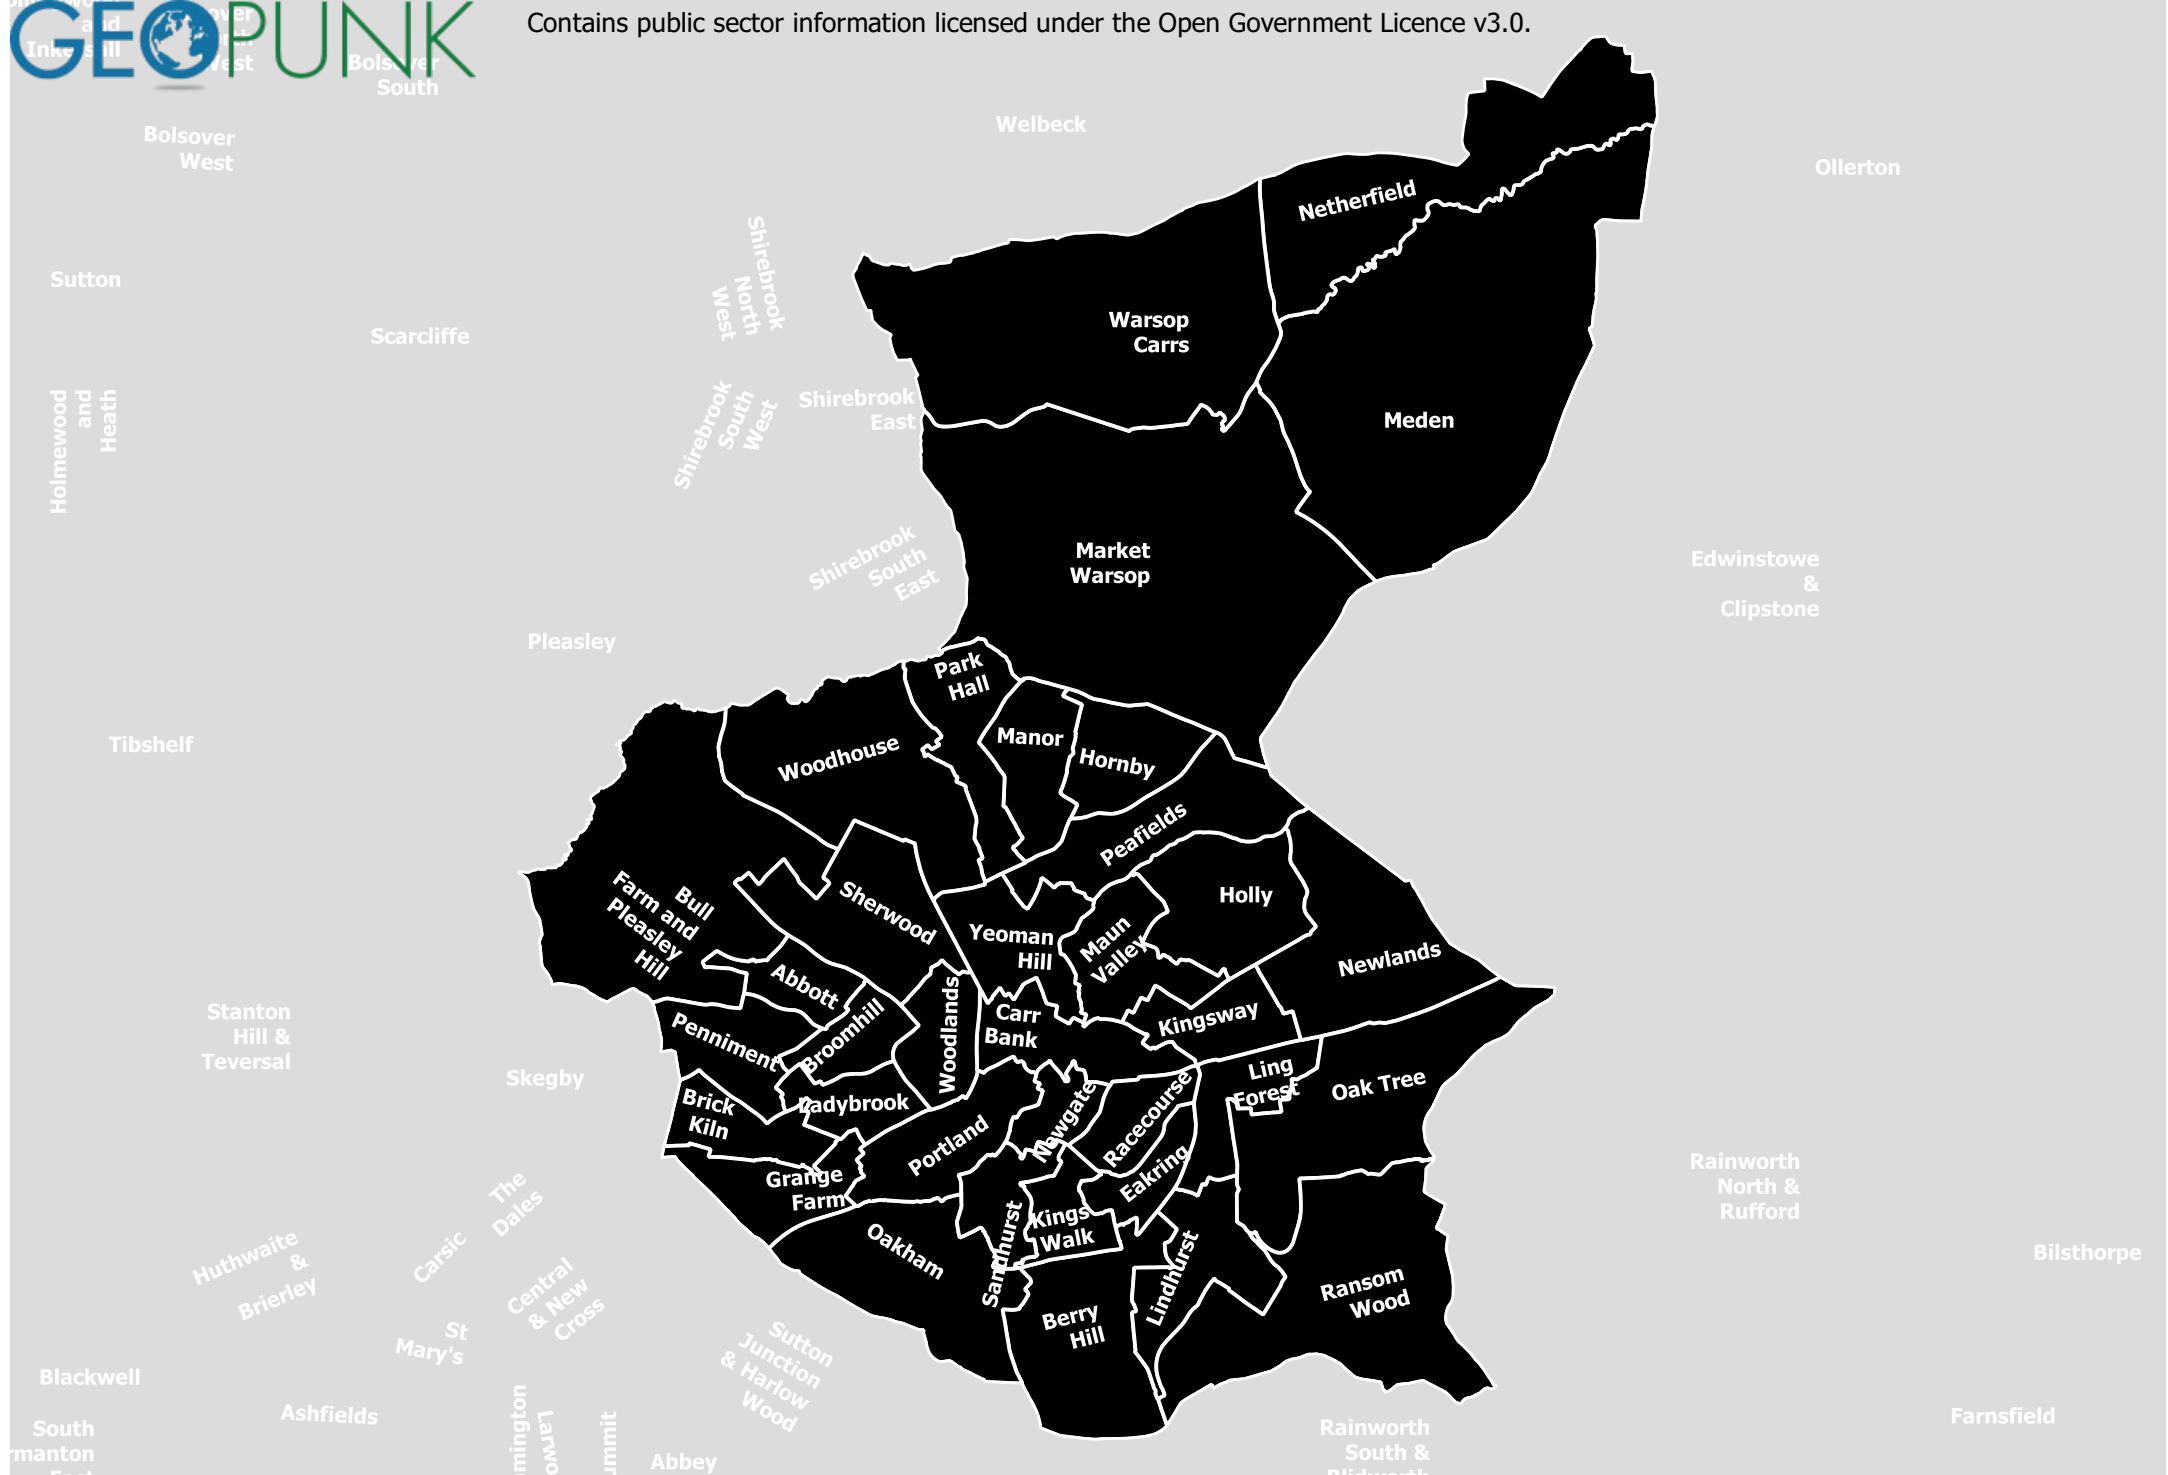 GEOPUNK
Contains public sector information licensed under the Open Government Licence v3.0.
and
West
Bolsover
South
Bolsover
West
Welbeck
Ollerton
Netherfield
Sutton
Scarcliffe
Shirebrook
North
West
Warsop
Carrs
Holmewood
and
Heath
Shirebrook
South
West
Shirebrook
East
Meden
Shirebrook
South
East
Market
Warsop
Edwinstowe
&
Clipstone
Pleasley
Park
Hall
Tibshelf
Woodhouse
Manor
Hornby
Peafields
Bull
Farm and
Pleasley
Hill
Sherwood
Holly
Yeoman
Hill
Maun
Valley
Newlands
Abbott
Stanton
Hill &
Teversal
Penniment
Broomhill
Woodlands
Carr
Bank
Kingsway
Skegby
Ling
Forest
Oak Tree
Brick
Kiln
Ladybrook
Newgate
Racecourse
Portland
Grange
Farm
Eakring
Rainworth
North &
Rufford
The
Dales
Kings
Walk
Sandhurst
Oakham
Lindhurst
Bilsthorpe
Huthwaite
&
Brierley
Carsic
Central
& New
Cross
Ransom
Wood
Berry
Hill
St
Mary's
Sutton
Junction
& Harlow
Wood
Blackwell
Ashfields
South
rmanton
mington
Larwo
ummit
Abbey
Rainworth
South &
Farnsfield